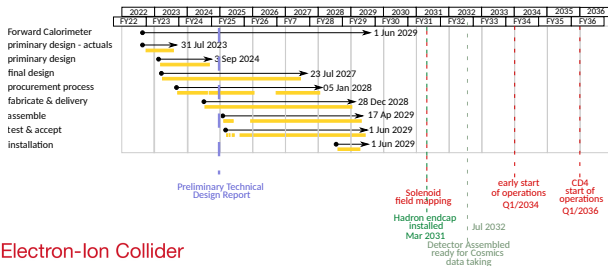 2022 2023 2024 2025 2026 2027 2028 2029 2030 2031 2032 2033 2034 2035 2036
FY22 FY23 FY24 FY25 FY26 FY7 FY28 FY29 FY30 FY31 FY32 FY33 FY34 FY35 FY36
Forward Calorimeter 1 Jun 2029
priminary design - actuals 31 Jul 2023
priminary design 3 Sep 2024
final design 23 Jul 2027
procurement process 05 Jan 2028
fabricate & delivery 28 Dec 2028
assemble 17 Ap 2029
test & accept 1 Jun 2029
installation 1 Jun 2029
Preliminary Technical
Design Report
Solenoid
field mapping
Hadron endcap
installed
Mar 2031
Jul 2032
Detector Assembled
ready for Cosmics
data taking
early start
of operations
Q1/2034
CD4
start of
operations
Q1/2036
Electron-Ion Collider